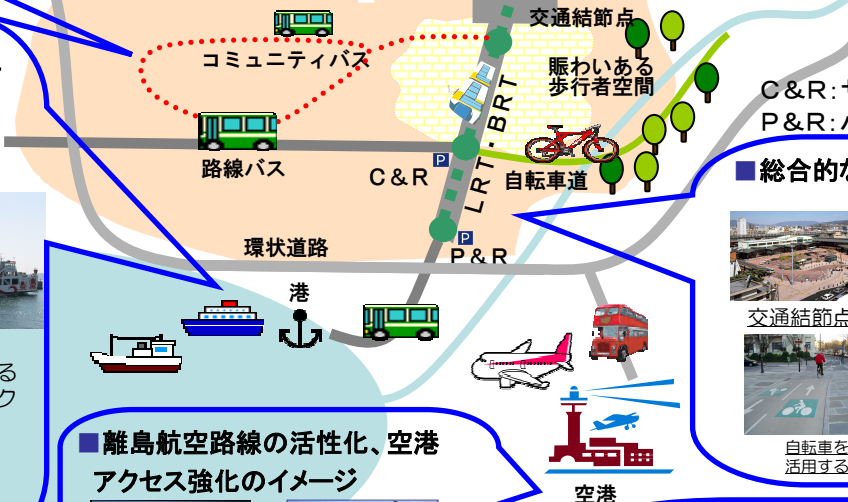 交通結節点
コミュニティバス
賑わいある
歩行者空間
C&R:
P&R:
LRT・BRT
P
路線バス
C&R
自転車道
■総合的な
P
P&R
環状道路
港
交通結節点
る
ク
■離島航空路線の活性化、空港
アクセス強化のイメージ
自転車を
活用する
空港